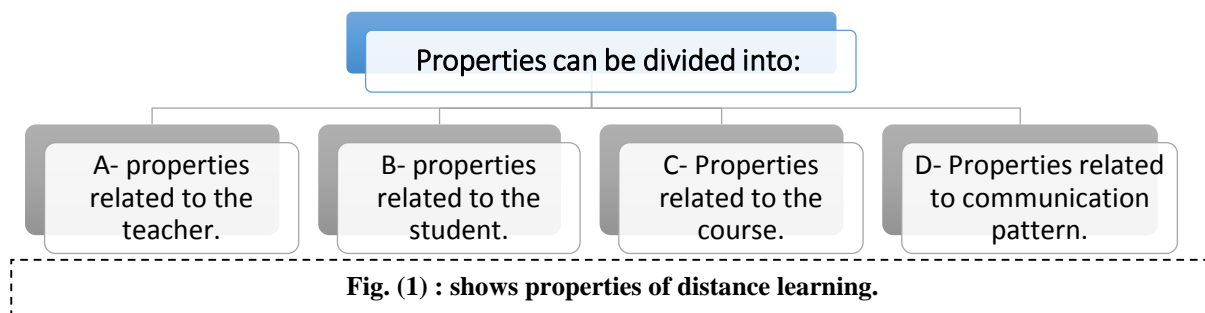 Properties can be divided into:
A- properties
related to the
teacher.
B- properties
related to the
student.
C- Properties
related to the
course.
D- Properties related
to communication
pattern.
Fig. (1) : shows properties of distance learning.